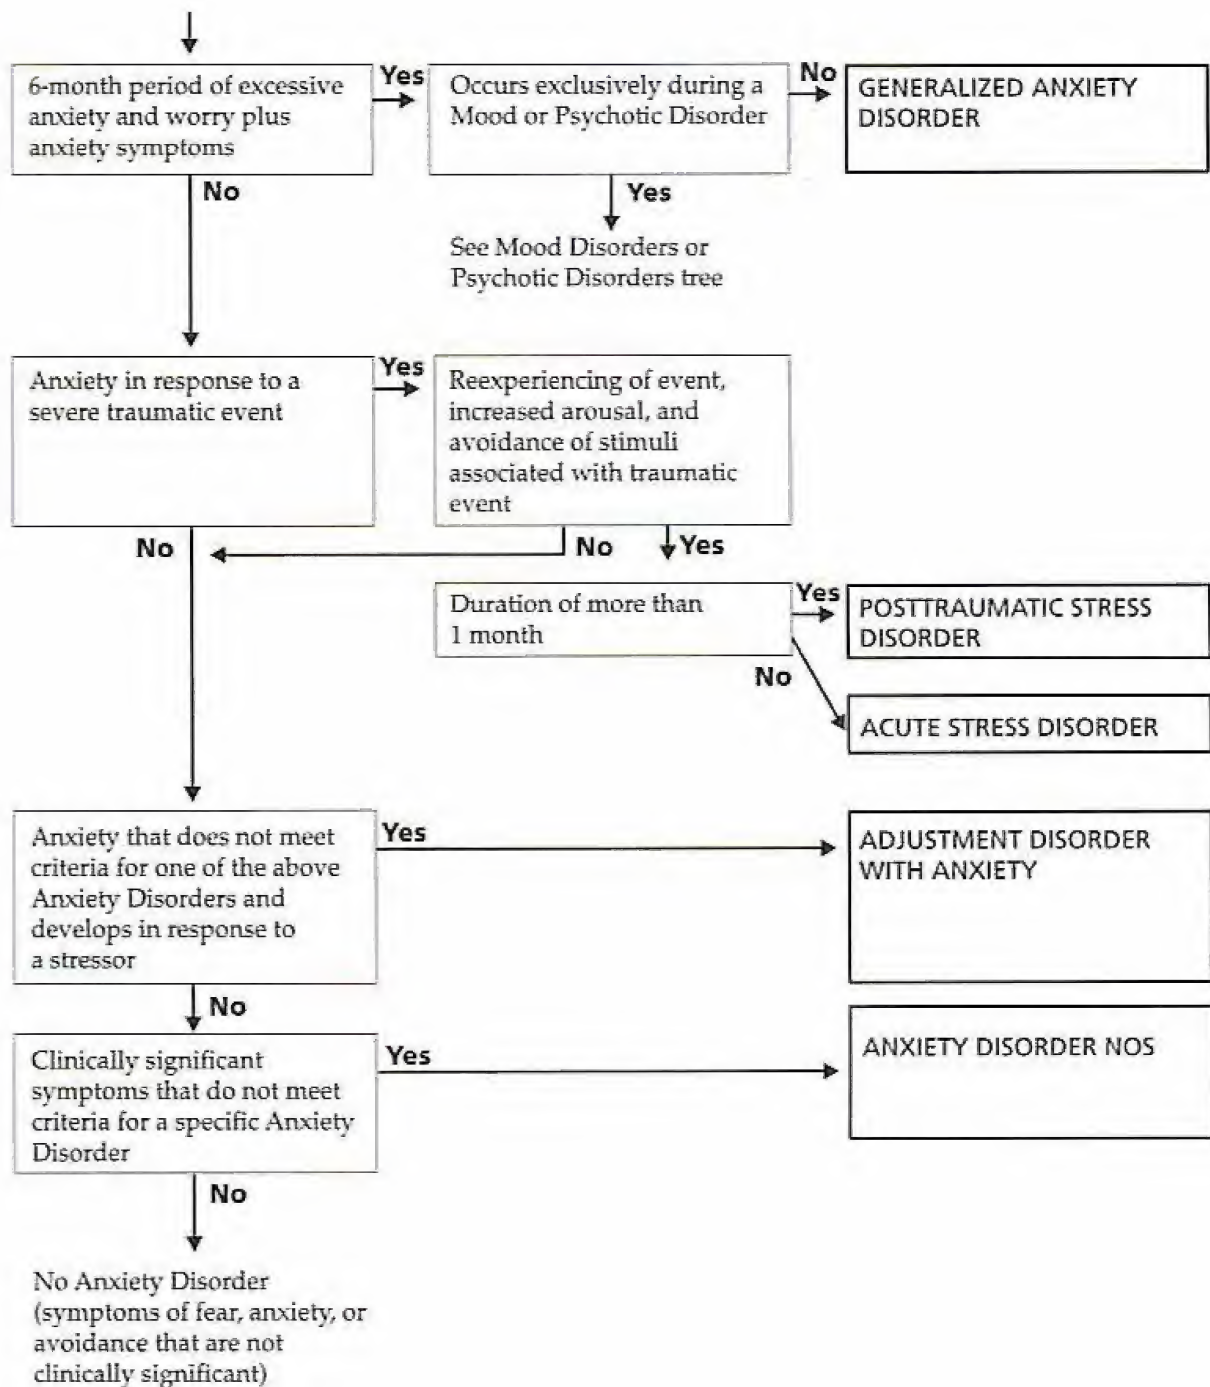 6-month period of excessive
anxiety and worry plus
anxiety symptoms
Yes
Occurs exclusively during a
Mood or Psychotic Disorder
No
GENERALIZED ANXIETY
DISORDER
No
Yes
See Mood Disorders or
Psychotic Disorders tree
Anxiety in response to a
severe traumatic event
Yes
Reexperiencing of event,
increased arousal, and
avoidance of stimuli
associated with traumatic
event
No
No
Yes
Duration of more than
1 month
Yes
POSTTRAUMATIC STRESS
DISORDER
No
ACUTE STRESS DISORDER
Anxiety that does not meet
criteria for one of the above
Anxiety Disorders and
develops in response to
a stressor
Yes
ADJUSTMENT DISORDER
WITH ANXIETY
No
Clinically significant
symptoms that do not meet
criteria for a specific Anxiety
Disorder
Yes
ANXIETY DISORDER NOS
No
No Anxiety Disorder
(symptoms of fear, anxiety, or
avoidance that are not
clinically significant)